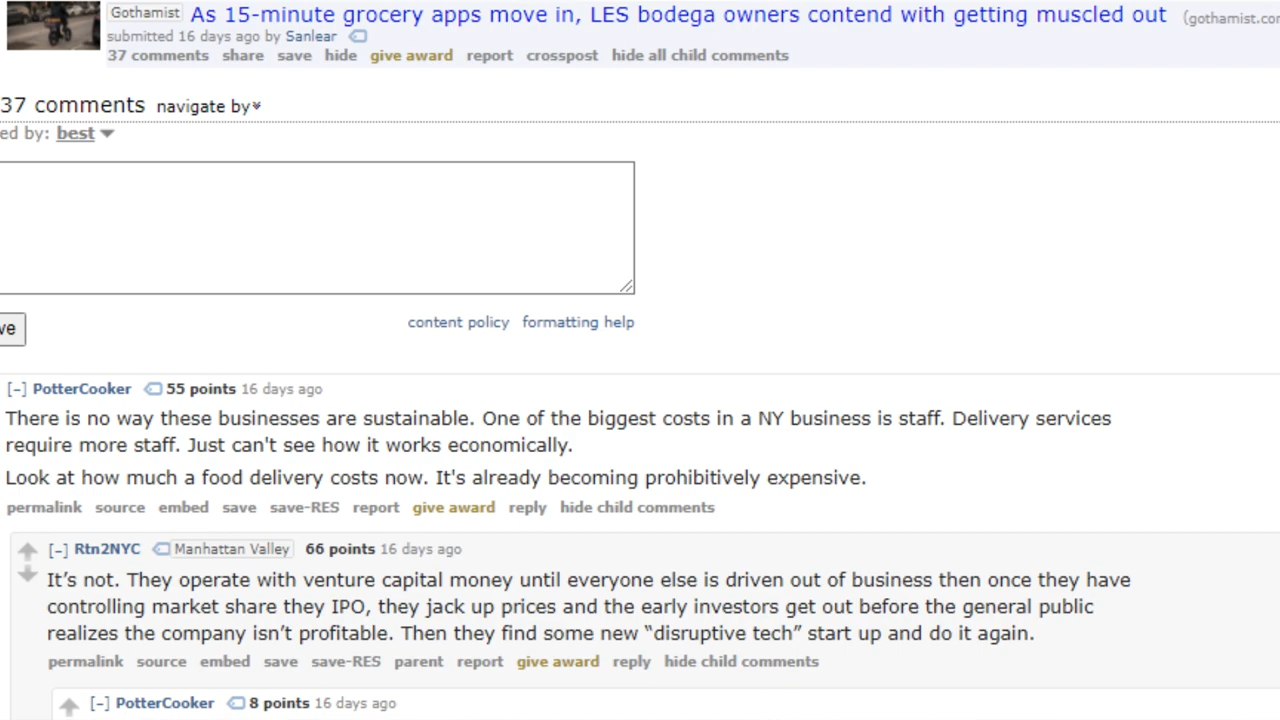 Gothamist As 15-minute grocery apps move in, LES bodega owners contend with getting muscled out (gothamist.com
submitted 16 days ago by Sanlear
37 comments share save hide give award report crosspost hide all child comments
37 comments navigate by
ed by: best
ve
content policy formatting help
[–] PotterCooker 55 points 16 days ago
There is no way these businesses are sustainable. One of the biggest costs in a NY business is staff. Delivery services
require more staff. Just can't see how it works economically.
Look at how much a food delivery costs now. It's already becoming prohibitively expensive.
permalink source embed save save-RES report give award reply hide child comments
[–] Rtn2NYC Manhattan Valley 66 points 16 days ago
It’s not. They operate with venture capital money until everyone else is driven out of business then once they have
controlling market share they IPO, they jack up prices and the early investors get out before the general public
realizes the company isn’t profitable. Then they find some new “disruptive tech” start up and do it again.
permalink source embed save save-RES parent report give award reply hide child comments
[–] PotterCooker 8 points 16 days ago